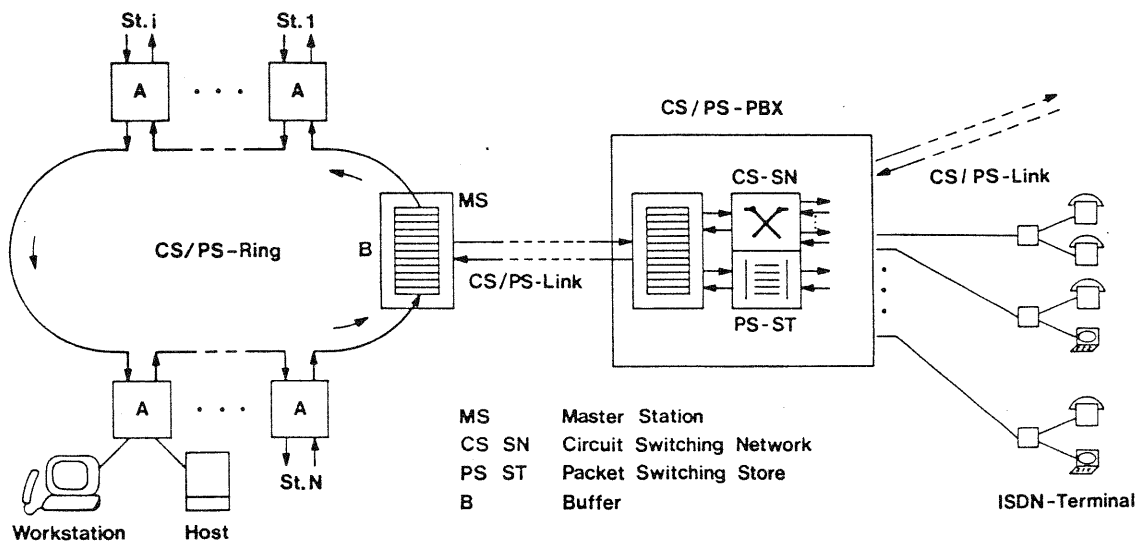 St.i
St.1
A
A
CS/PS-PBX
CS/PS-Link
MS
CS-SN
CS/PS-Ring
B
CS/PS-Link
PS-ST
A
A
MS Master Station
CS SN Circuit Switching Network
PS ST Packet Switching Store
B Buffer
St.N
Workstation
Host
ISDN-Terminal